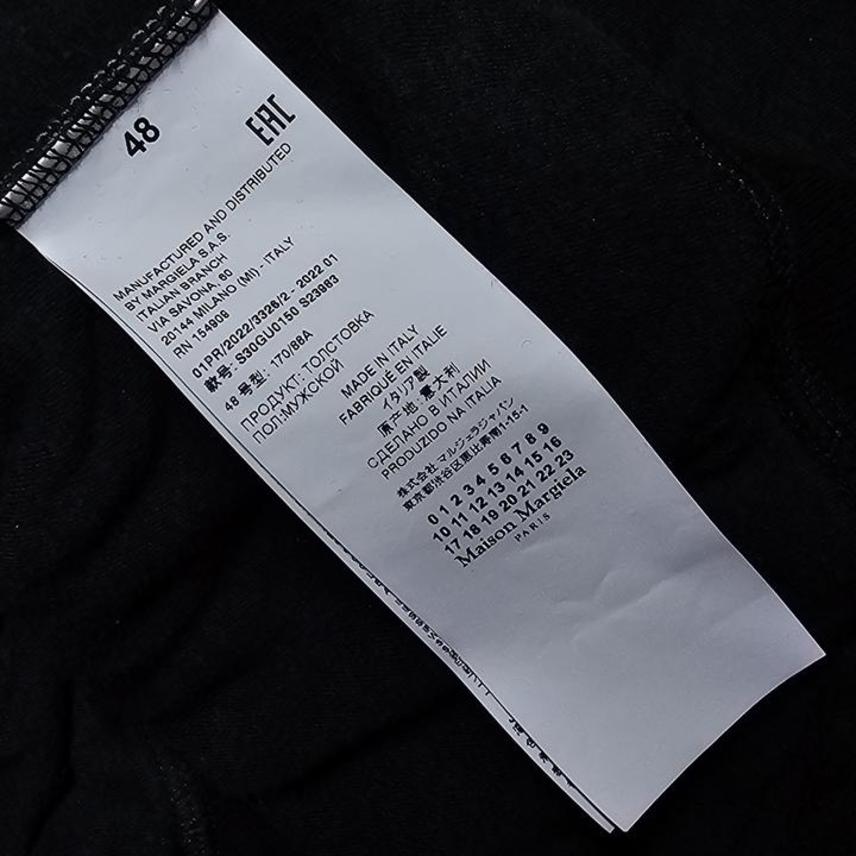 48
EAC
MANUFACTURED AND DISTRIBUTED
BY MARGIELA S.A.S.
ITALIAN BRANCH
VIA SAVONA, 60
20144 MILANO (MI) - ITALY
RN 154909
01PR/2022/3326/2 - 2022 01
款号: S30GU0150 S23963
48 号型: 170/88A
ПРОДУКТ: ТОЛСТОВКА
ПОЛ:МУЖСКОЙ
MADE IN ITALY
FABRIQUÉ EN ITALIE
イタリア製
原产地: 意大利
СДЕЛАНО В ИТАЛИИ
PRODUZIDO NA ITALIA
株式会社 マルジェラジャパン
東京都渋谷区恵比寿南1-15-1
0 1 2 3 4 5 6 7 8 9
10 11 12 13 14 15 16
17 18 19 20 21 22 23
Maison Margiela
PARIS